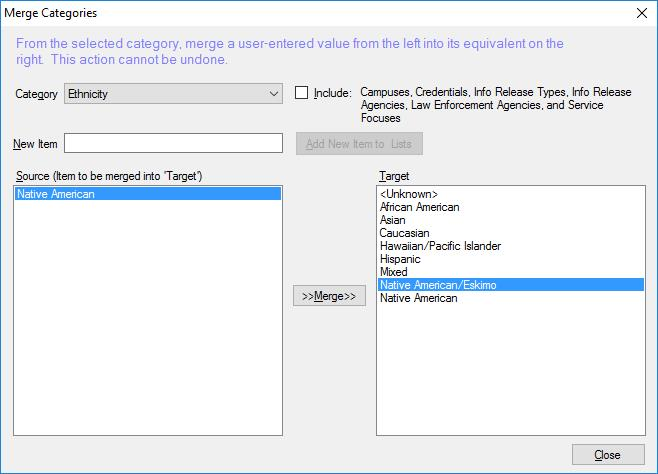 Merge Categories
From the selected category, merge a user-entered value from the left into its equivalent on the
right.  This action cannot be undone.
Category
Ethnicity
Include:
Campuses, Credentials, Info Release Types, Info Release
Agencies, Law Enforcement Agencies, and Service
Focuses
New Item
Add New Item to  Lists
Source (Item to be merged into 'Target')
Native American
>>Merge>>
Target
<Unknown>
African American
Asian
Caucasian
Hawaiian/Pacific Islander
Hispanic
Mixed
Native American/Eskimo
Native American
Close